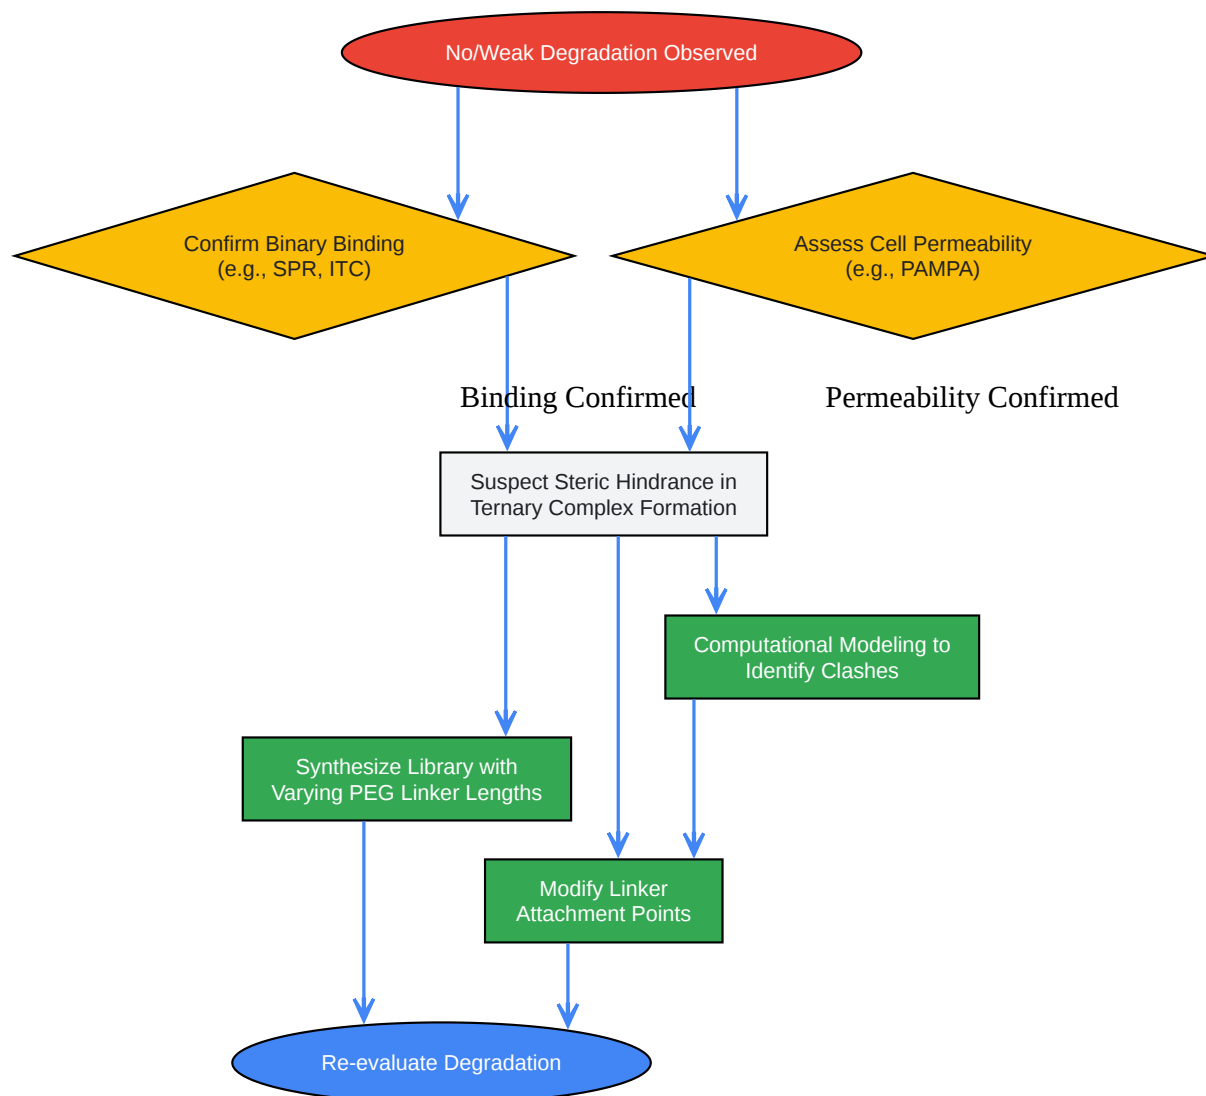 No/Weak Degradation Observed
Confirm Binary Binding
(e.g., SPR, ITC)
Assess Cell Permeability
(e.g., PAMPA)
Binding Confirmed
Permeability Confirmed
Suspect Steric Hindrance in
Ternary Complex Formation
Computational Modeling to
Identify Clashes
Synthesize Library with
Varying PEG Linker Lengths
Modify Linker
Attachment Points
Re-evaluate Degradation